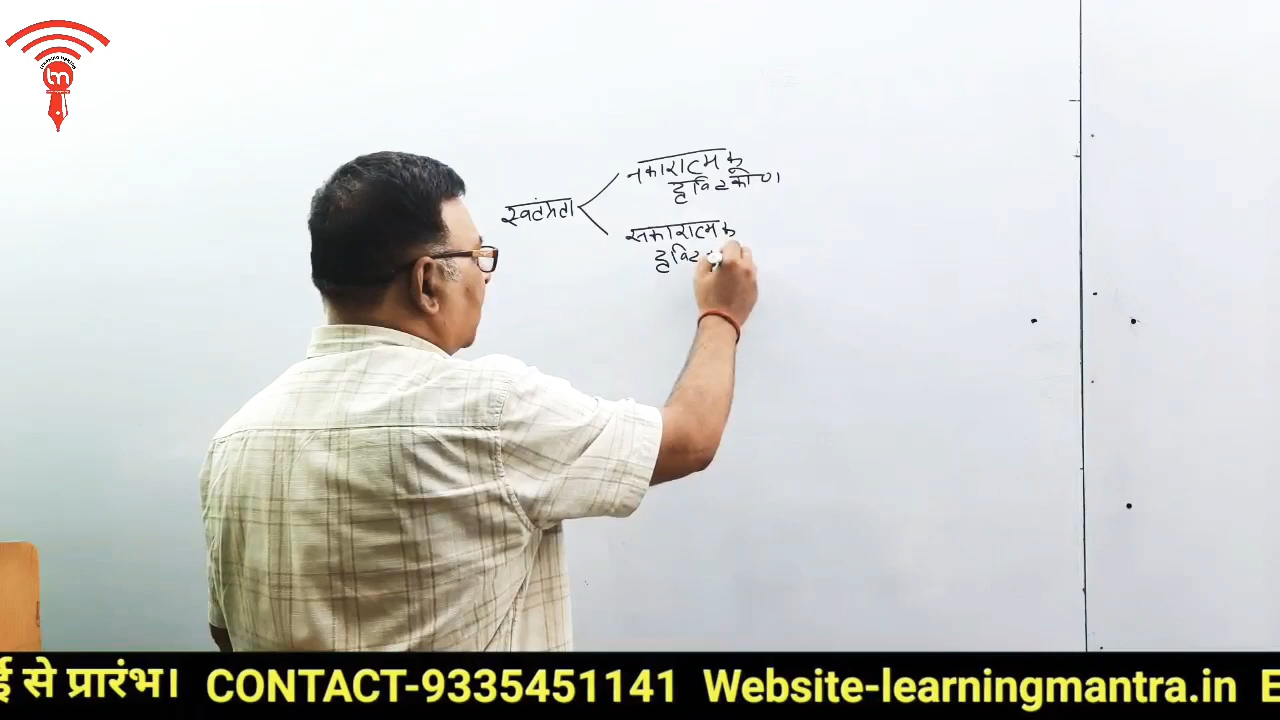 नकारात्मक
दृष्टिकोण
स्वतंत्रता
सकारात्मक
दृष्टि
ई से प्रारंभ। CONTACT-9335451141 Website-learningmantra.in E